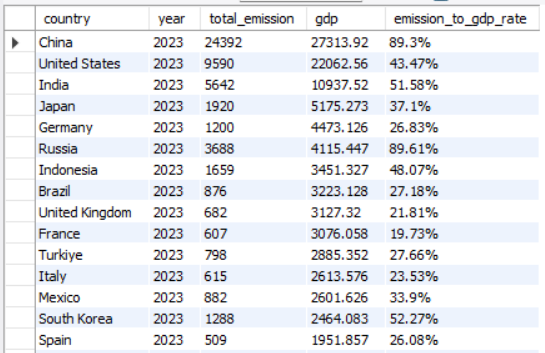 country year total_emission gdp emission_to_gdp_rate
China 2023 24392 27313.92 89.3%
United States 2023 9590 22062.56 43.47%
India 2023 5642 10937.52 51.58%
Japan 2023 1920 5175.273 37.1%
Germany 2023 1200 4473.126 26.83%
Russia 2023 3688 4115.447 89.61%
Indonesia 2023 1659 3451.327 48.07%
Brazil 2023 876 3223.128 27.18%
United Kingdom 2023 682 3127.32 21.81%
France 2023 607 3076.058 19.73%
Turkiye 2023 798 2885.352 27.66%
Italy 2023 615 2613.576 23.53%
Mexico 2023 882 2601.626 33.9%
South Korea 2023 1288 2464.083 52.27%
Spain 2023 509 1951.857 26.08%